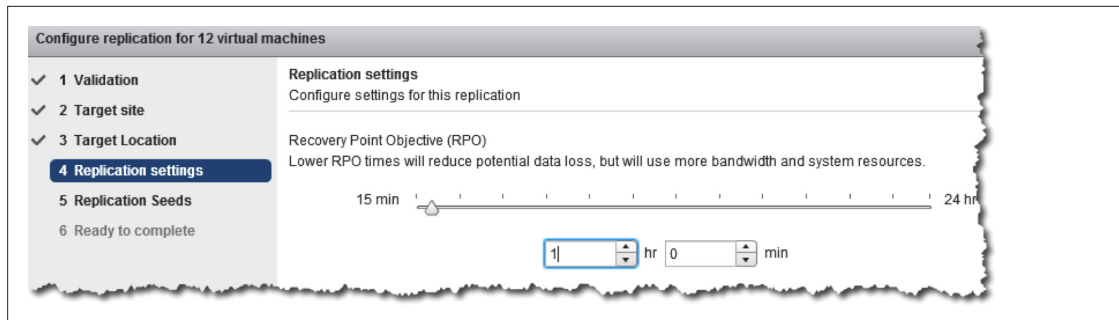 Configure replication for 12 virtual machines
1 Validation
2 Target site
3 Target Location
4 Replication settings
5 Replication Seeds
6 Ready to complete
Replication settings
Configure settings for this replication
Recovery Point Objective (RPO)
Lower RPO times will reduce potential data loss, but will use more bandwidth and system resources.
15 min 24 hr
1 hr 0 min